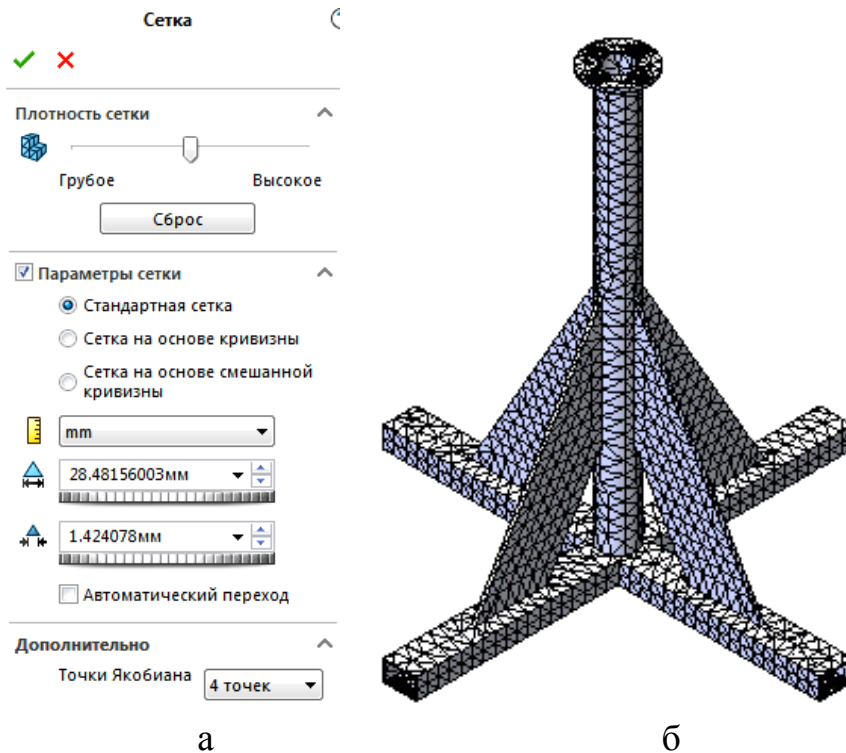 Сетка
Плотность сетки
Грубое Высокое
Сброс
Параметры сетки
Стандартная сетка
Сетка на основе кривизны
Сетка на основе смешанной
кривизны
mm
28.48156003мм
1.424078мм
Автоматический переход
Дополнительно
Точки Якобиана 4 точек
а б